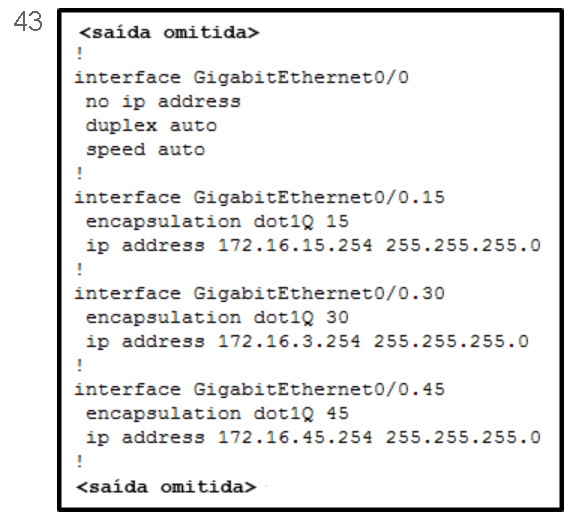 43
<saída omitida>
!
interface GigabitEthernet0/0
no ip address
duplex auto
speed auto
!
interface GigabitEthernet0/0.15
encapsulation dot1Q 15
ip address 172.16.15.254 255.255.255.0
!
interface GigabitEthernet0/0.30
encapsulation dot1Q 30
ip address 172.16.3.254 255.255.255.0
!
interface GigabitEthernet0/0.45
encapsulation dot1Q 45
ip address 172.16.45.254 255.255.255.0
!
<saída omitida>